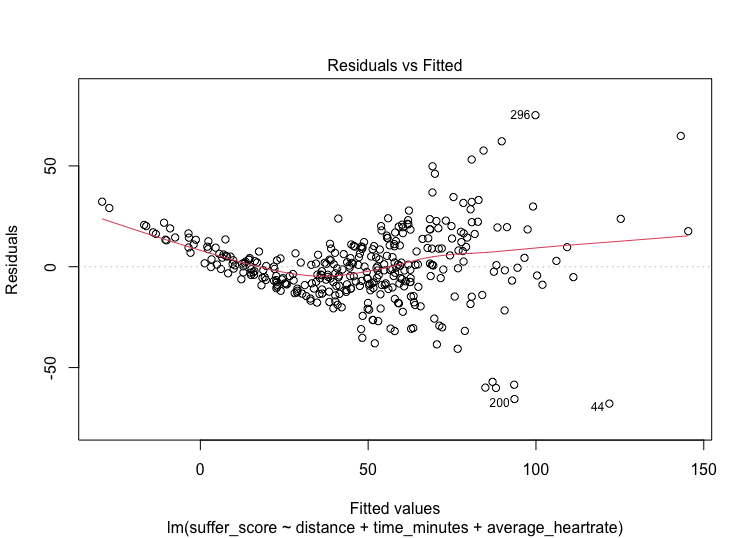 Residuals vs Fitted
Residuals
50
0
-50
296
200
44
0
50
100
150
Fitted values
lm(suffer_score ~ distance + time_minutes + average_heartrate)